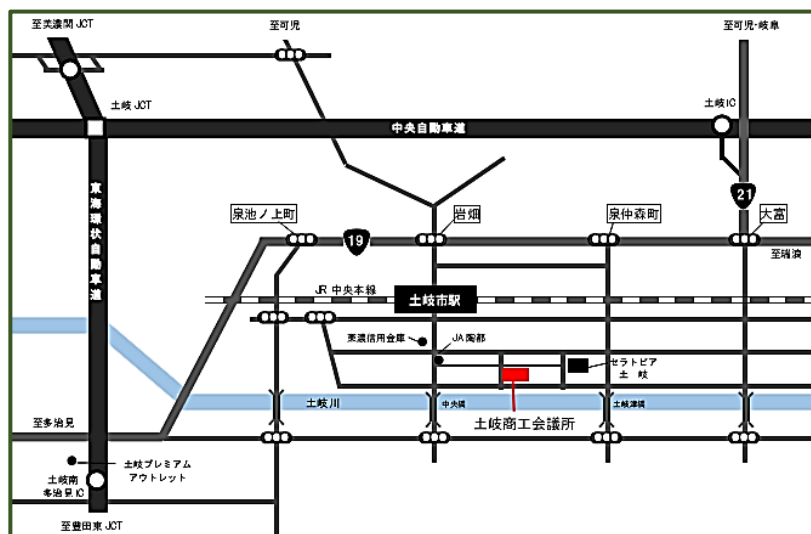 至美濃関JCT
至可児
至可児・岐阜
土岐JCT
土岐IC
中央自動車道
東海環状自動車道
21
泉池ノ上町
岩畑
泉仲森町
大富
19
至瑞浪
JR中央本線
土岐市駅
東濃信用金庫
JA陶都
セラトピア
土 岐
土岐川
中央橋
土岐津橋
土岐商工会議所
至多治見
土岐プレミアム
アウトレット
土岐南
多治見IC
至豊田東JCT